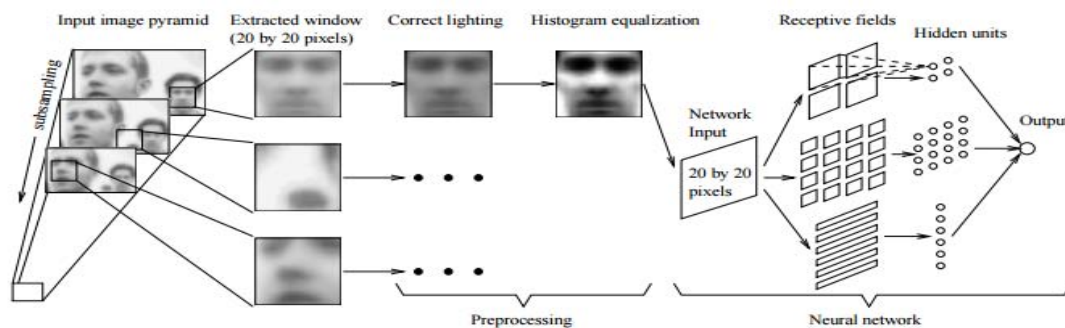 Input image pyramid
Extracted window
(20 by 20 pixels)
Correct lighting
Histogram equalization
Receptive fields
Hidden units
subsampling
Network
Input
20 by 20
pixels
Output
Preprocessing
Neural network